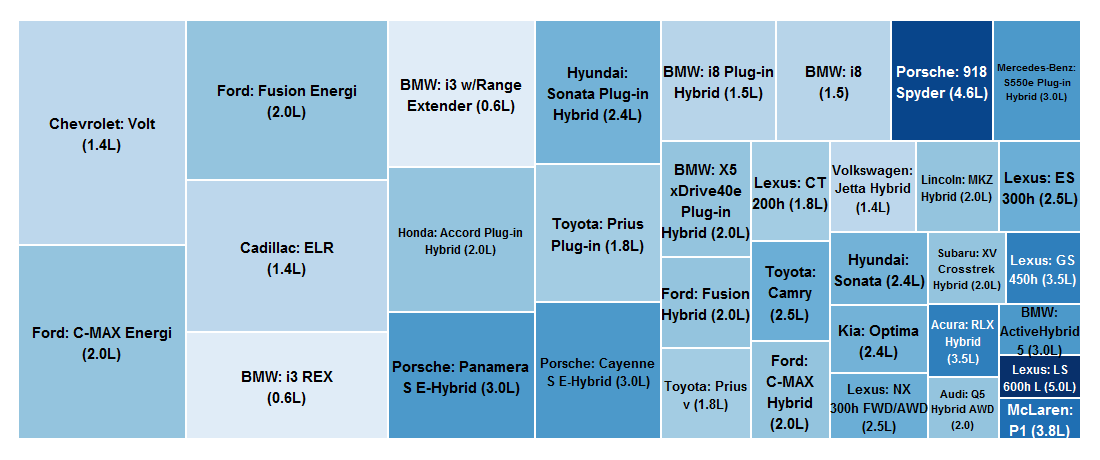 Chevrolet: Volt
(1.4L)
Ford: C-MAX Energi
(2.0L)
Ford: Fusion Energi
(2.0L)
Cadillac: ELR
(1.4L)
BMW: i3 REX
(0.6L)
BMW: i3 w/Range
Extender (0.6L)
Honda: Accord Plug-in
Hybrid (2.0L)
Porsche: Panamera
S E-Hybrid (3.0L)
Hyundai:
Sonata Plug-in
Hybrid (2.4L)
Toyota: Prius
Plug-in (1.8L)
Porsche: Cayenne
S E-Hybrid (3.0L)
BMW: i8 Plug-in
Hybrid (1.5L)
BMW: i8
(1.5)
Porsche: 918
Spyder (4.6L)
Mercedes-Benz:
S550e Plug-in
Hybrid (3.0L)
BMW: X5
xDrive40e
Plug-in
Hybrid (2.0L)
Ford: Fusion
Hybrid (2.0L)
Toyota: Prius
v (1.8L)
Lexus: CT
200h (1.8L)
Toyota:
Camry
(2.5L)
Ford:
C-MAX
Hybrid
(2.0L)
Volkswagen:
Jetta Hybrid
(1.4L)
Lincoln: MKZ
Hybrid (2.0L)
Lexus: ES
300h (2.5L)
Hyundai:
Sonata (2.4L)
Kia: Optima
(2.4L)
Lexus: NX
300h FWD/AWD
(2.5L)
Subaru: XV
Crosstrek
Hybrid (2.0L)
Acura: RLX
Hybrid
(3.5L)
Audi: Q5
Hybrid AWD
(2.0)
Lexus: GS
450h (3.5L)
BMW:
ActiveHybrid
5 (3.0L)
Lexus: LS
600h L (5.0L)
McLaren:
P1 (3.8L)